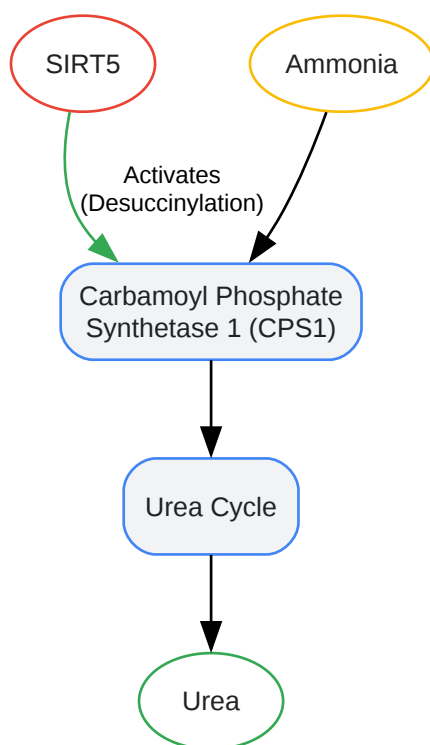 SIRT5
Ammonia
Activates
(Desuccinylation)
Carbamoyl Phosphate
Synthetase 1 (CPS1)
Urea Cycle
Urea